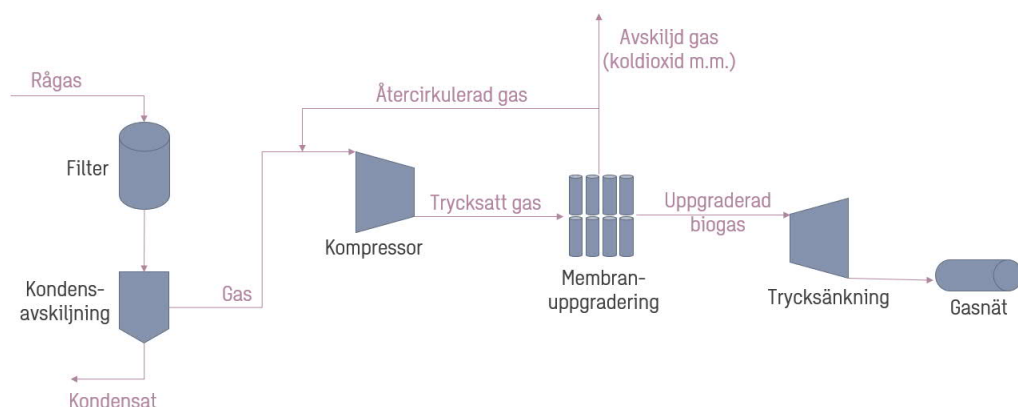 Avskiljd gas
(koldioxid m.m.)
Rågas
Återcirkulerad gas
Filter
Trycksatt gas
Uppgraderad
biogas
Kompressor
Kondens-
avskiljning
Gas
Membran-
uppgradering
Trycksänkning
Gasnät
Kondensat